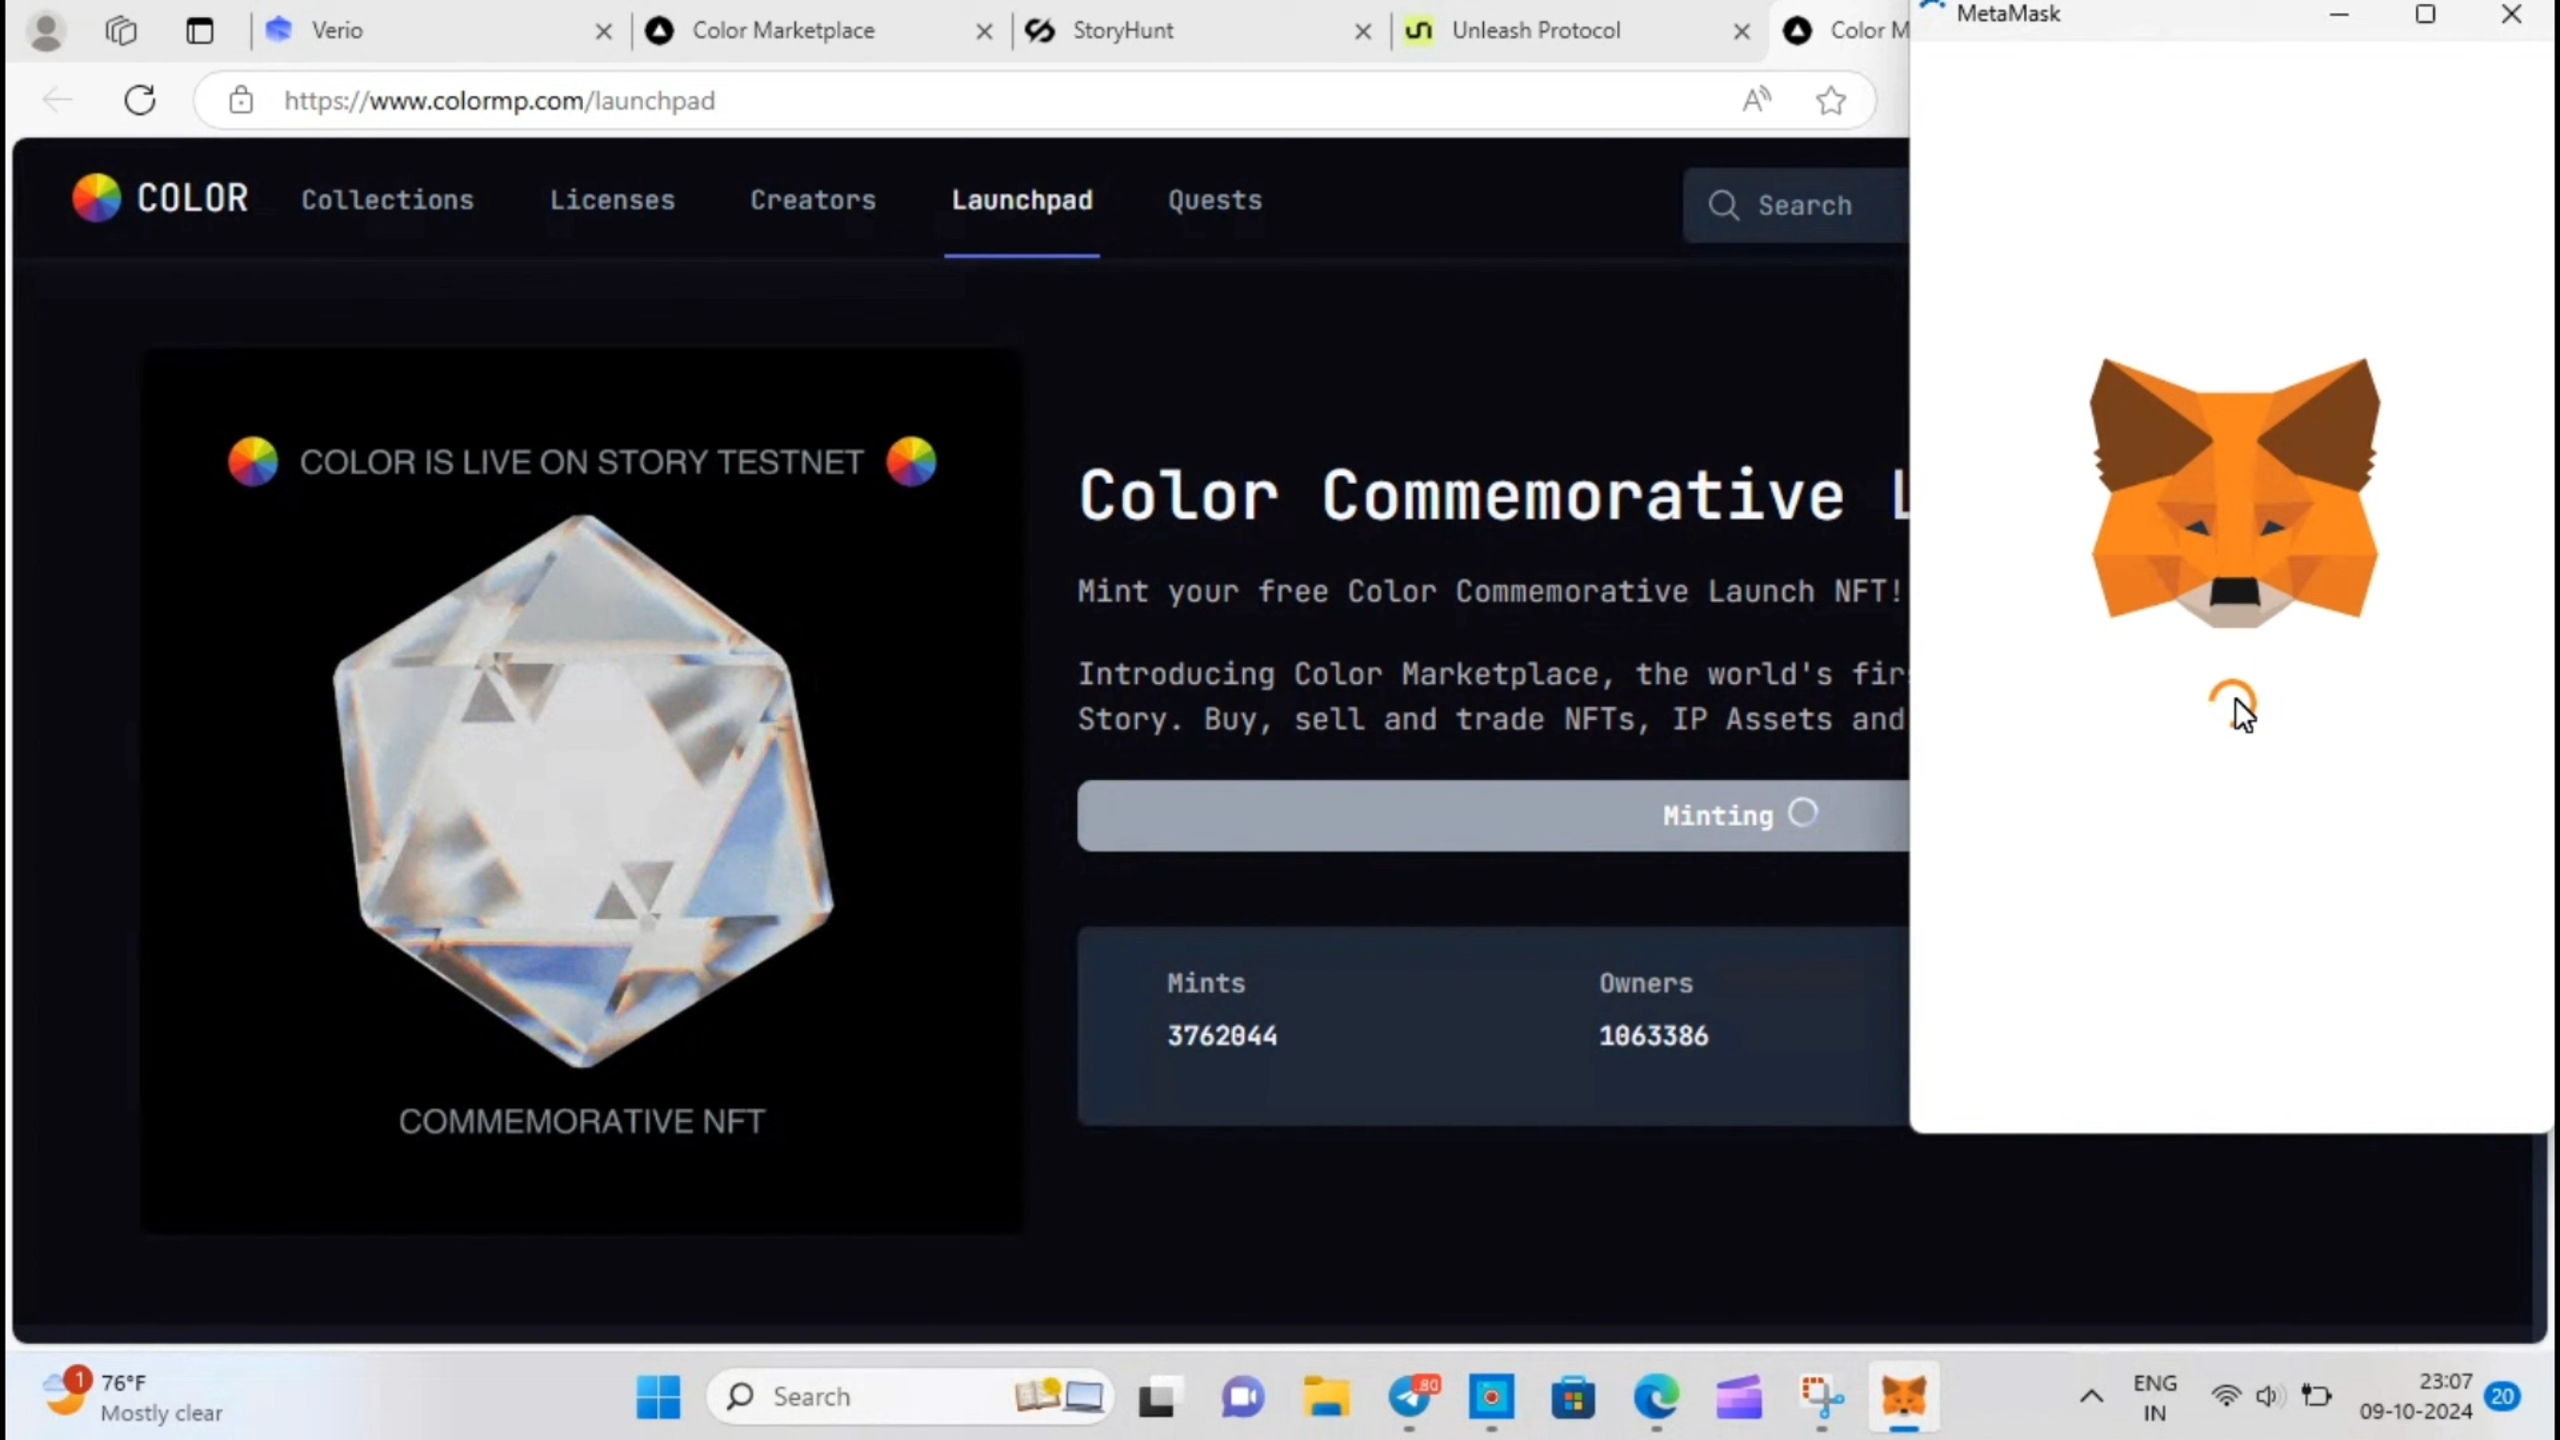 Verio
Color Marketplace
StoryHunt
Unleash Protocol
Color M
MetaMask
https://www.colormp.com/launchpad
COLOR
Collections
Licenses
Creators
Launchpad
Quests
Search
COLOR IS LIVE ON STORY TESTNET
COMMEMORATIVE NFT
Color Commemorative L
Mint your free Color Commemorative Launch NFT!
Introducing Color Marketplace, the world's fir
Story. Buy, sell and trade NFTs, IP Assets and
Minting
Mints
Owners
3762044
1063386
1
76°F
Mostly clear
Search
80
ENG
IN
23:07
09-10-2024
20